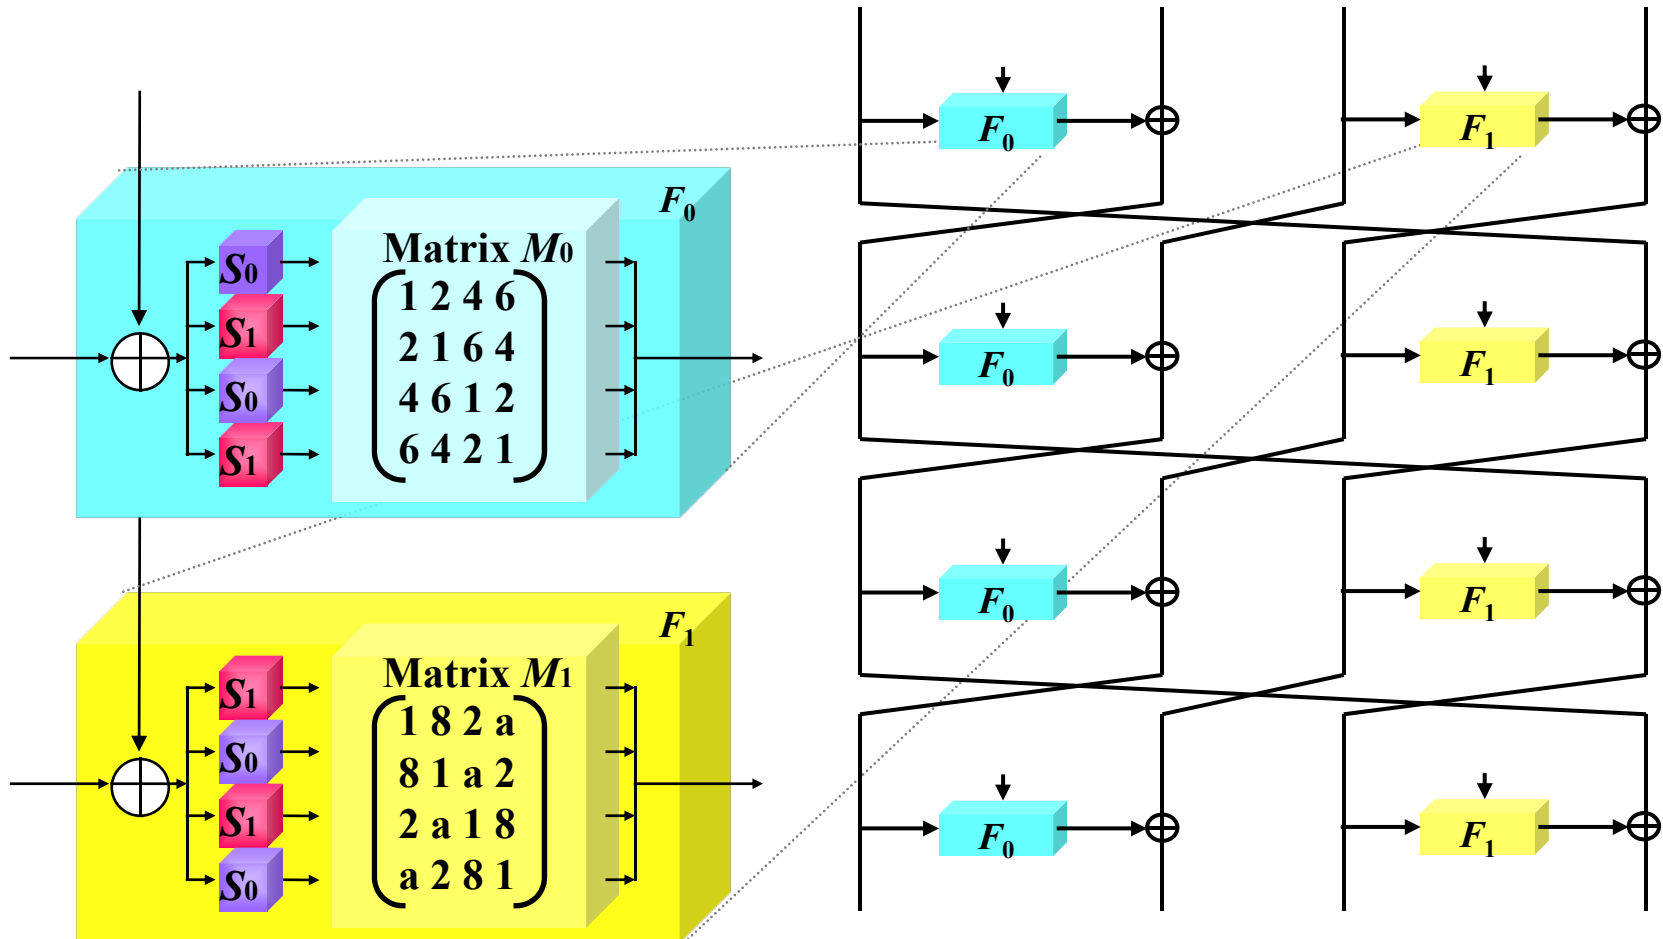 F0
S0
S1
S0
S1
Matrix M0
1 2 4 6
2 1 6 4
4 6 1 2
6 4 2 1
F1
S1
S0
S1
S0
Matrix M1
1 8 2 a
8 1 a 2
2 a 1 8
a 2 8 1
F0 F1
F0 F1
F0 F1
F0 F1